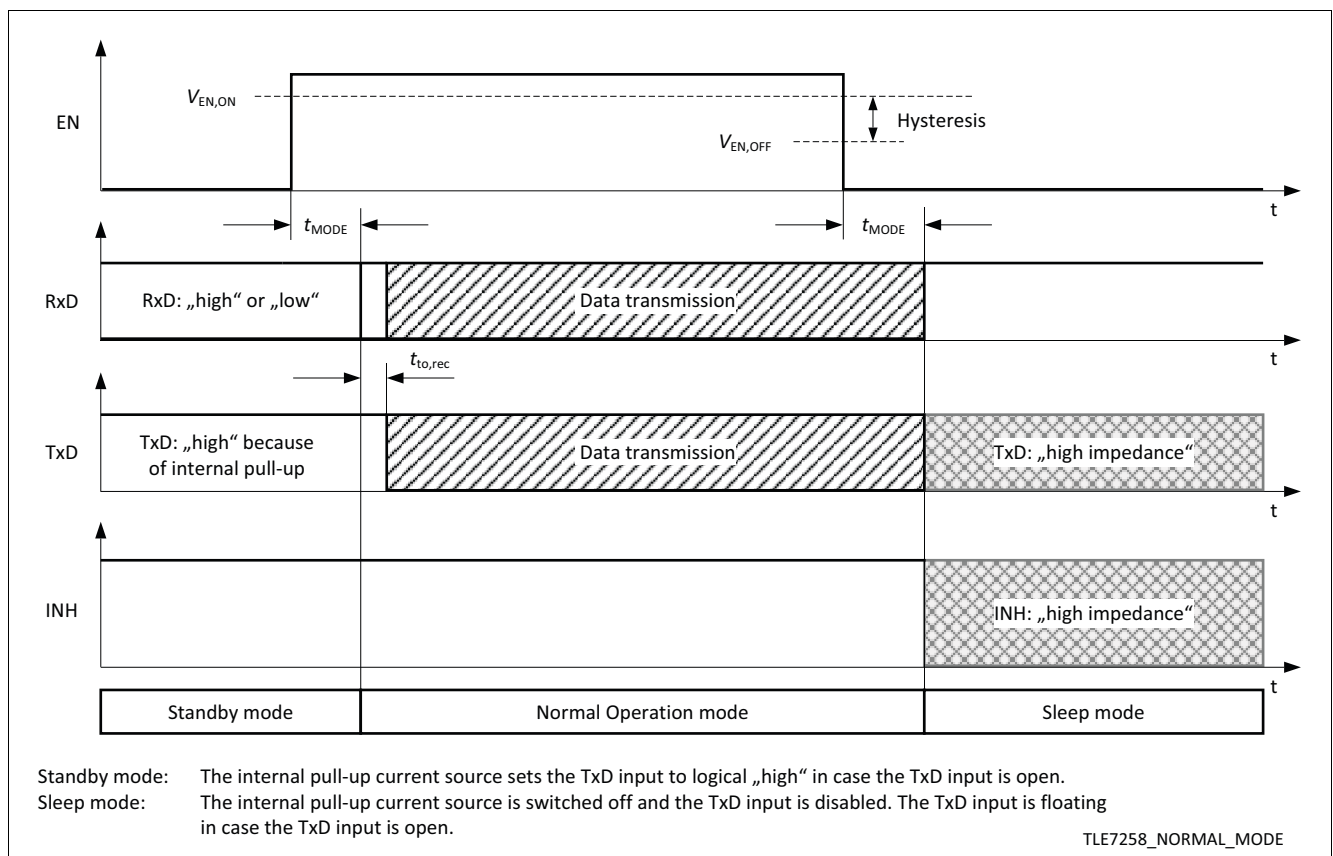 V_EN,ON
EN
Hysteresis
V_EN,OFF
t
t_MODE
t_MODE
RxD
RxD: „high“ or „low“
Data transmission
t
t_to,rec
TxD
TxD: „high“ because
of internal pull-up
Data transmission
TxD: „high impedance“
t
INH
INH: „high impedance“
t
Standby mode
Normal Operation mode
Sleep mode
Standby mode: The internal pull-up current source sets the TxD input to logical „high“ in case the TxD input is open.
Sleep mode: The internal pull-up current source is switched off and the TxD input is disabled. The TxD input is floating
in case the TxD input is open.
TLE7258_NORMAL_MODE